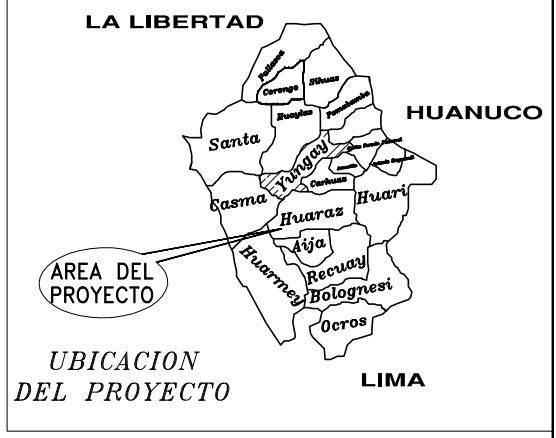 LA LIBERTAD
Pallasca
Corongo
Sihuas
Huaylas
Pomabamba
HUANUCO
Santa
Yungay
Carhuaz
Huari
Casma
Huaraz
Aija
Huarmey
Recuay
AREA DEL
PROYECTO
Bolognesi
Ocros
UBICACION
DEL PROYECTO
LIMA